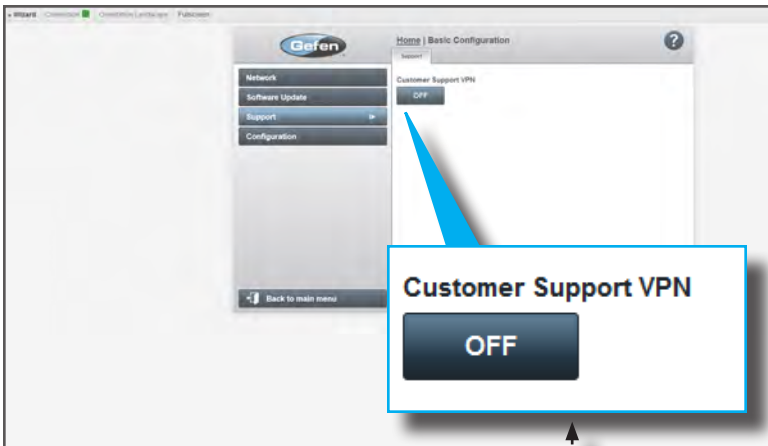 Wizard Connection Orientation Landscape Fullscreen
Gefen
Home | Basic Configuration
?
Support
Network
Software Update
Support
Configuration
Customer Support VPN
OFF
Back to main menu
Customer Support VPN
OFF